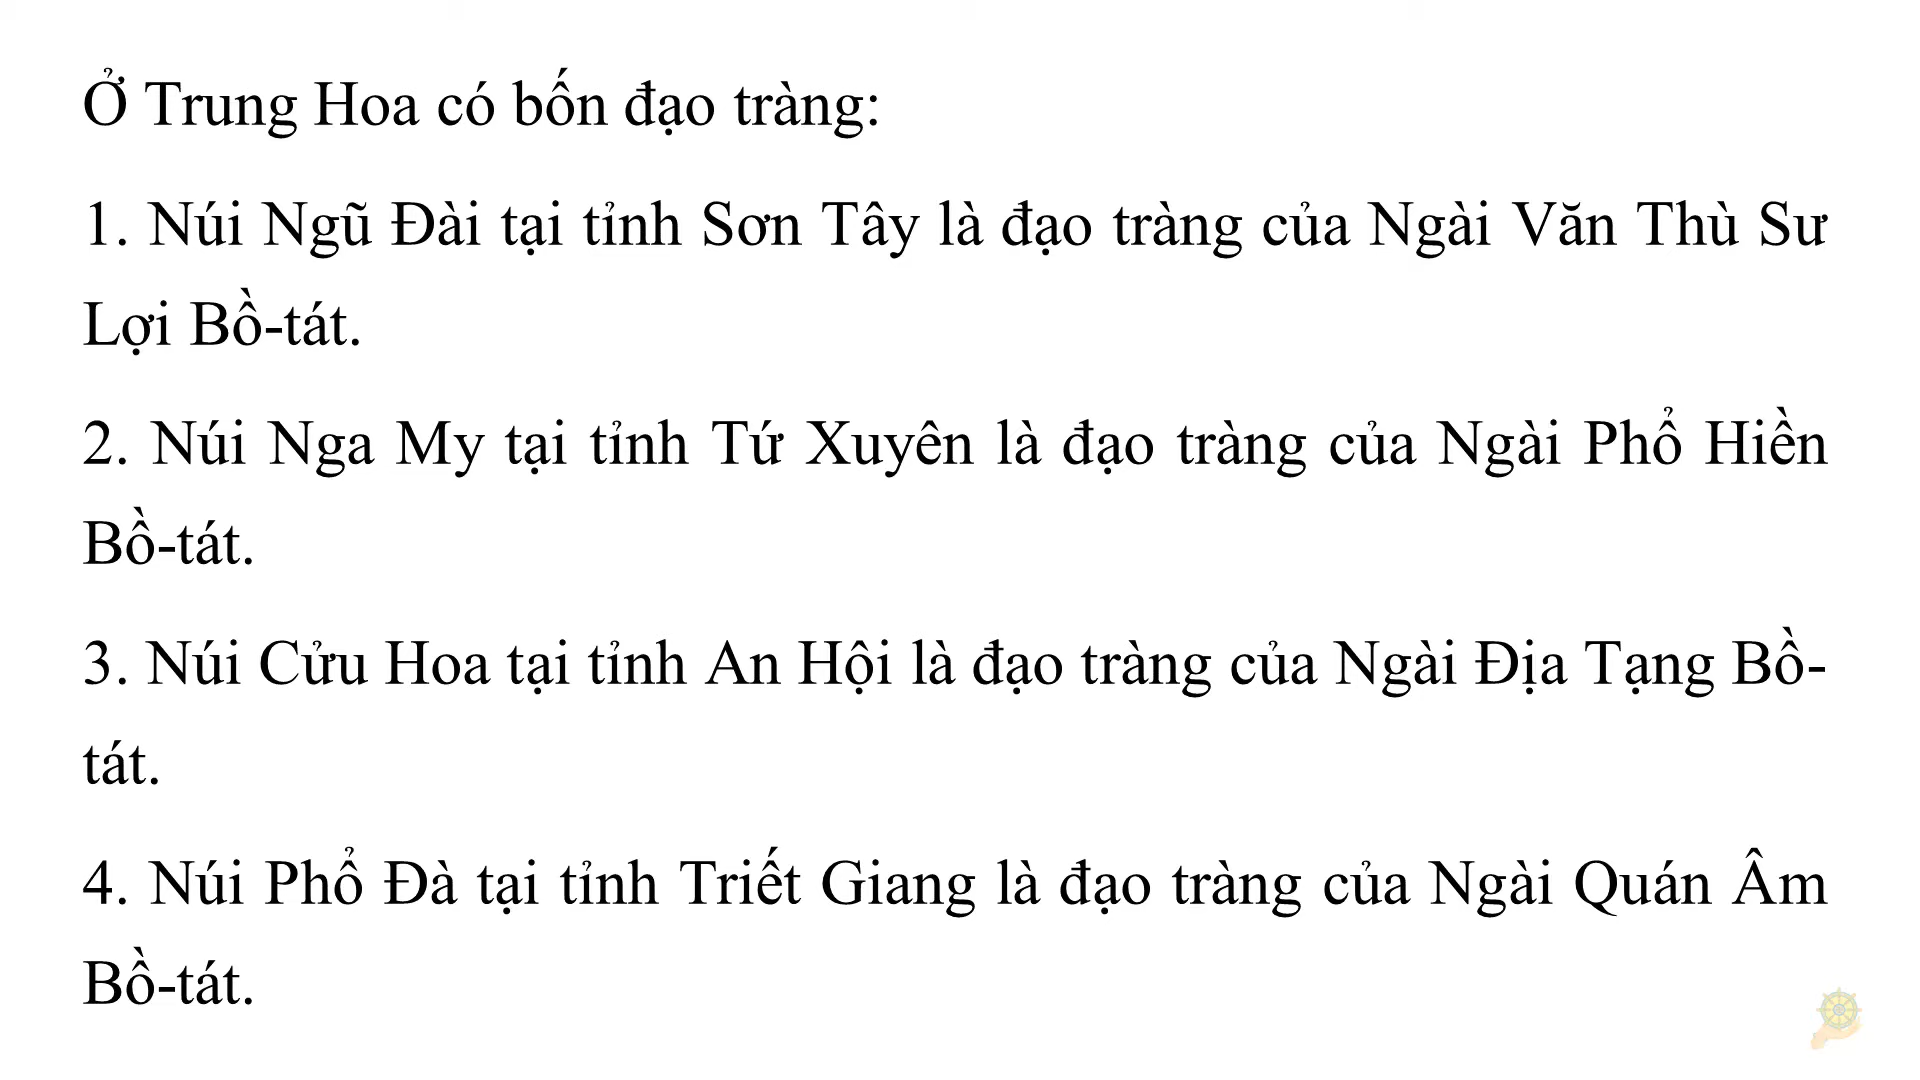 Ở Trung Hoa có bốn đạo tràng:
1. Núi Ngũ Đài tại tỉnh Sơn Tây là đạo tràng của Ngài Văn Thù Sư
Lợi Bồ-tát.
2. Núi Nga My tại tỉnh Tứ Xuyên là đạo tràng của Ngài Phổ Hiền
Bồ-tát.
3. Núi Cửu Hoa tại tỉnh An Hội là đạo tràng của Ngài Địa Tạng Bồ-
tát.
4. Núi Phổ Đà tại tỉnh Triết Giang là đạo tràng của Ngài Quán Âm
Bồ-tát.